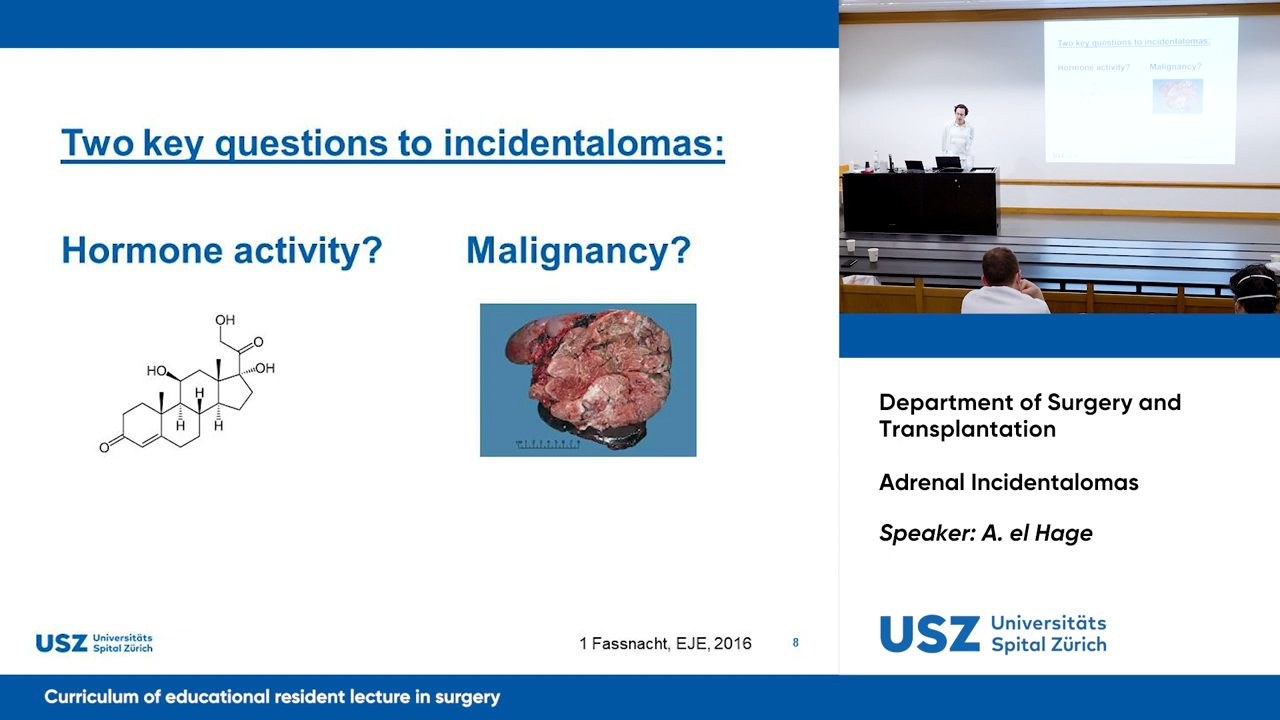 Two key questions to incidentalomas:
Hormone activity?
Malignancy?
OH
O
HO
OH
H
H
H
O
USZ Universitäts
Spital Zürich
1 Fassnacht, EJE, 2016
8
Two key questions to incidentalomas:
Hormone activity?
Malignancy?
Department of Surgery and
Transplantation
Adrenal Incidentalomas
Speaker: A. el Hage
USZ Universitäts
Spital Zürich
Curriculum of educational resident lecture in surgery